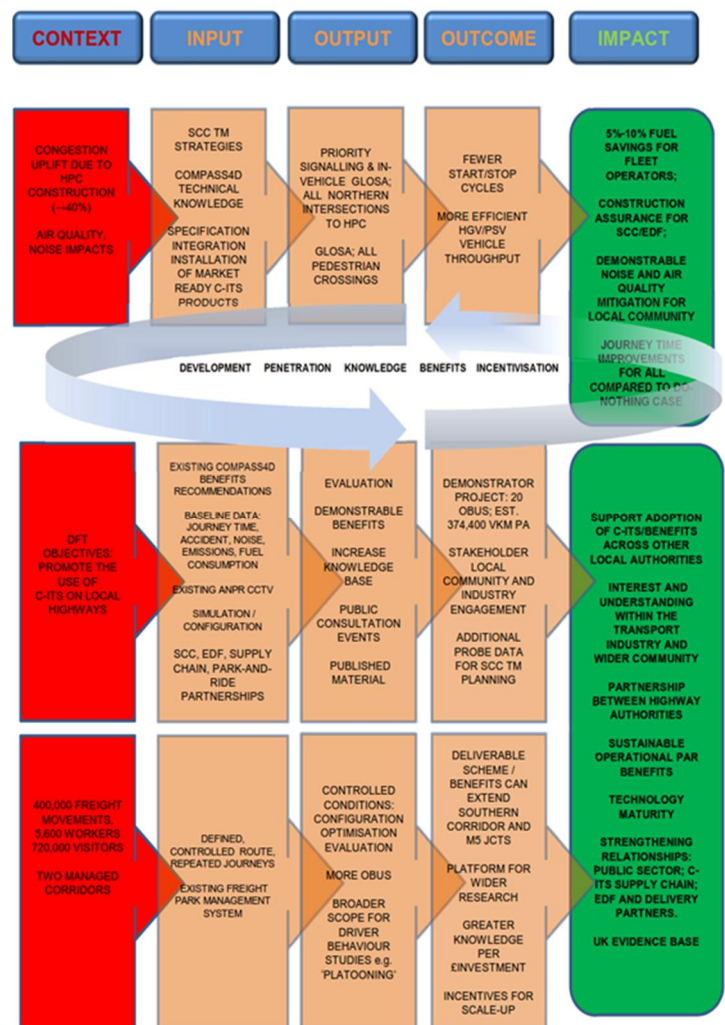 CONTEXT
INPUT
OUTPUT
OUTCOME
IMPACT
CONGESTION
UPLIFT DUE TO
HPC
CONSTRUCTION
(→40%)
AIR QUALITY,
NOISE IMPACTS
SCC TM
STRATEGIES
COMPASS4D
TECHNICAL
KNOWLEDGE
SPECIFICATION
INTEGRATION
INSTALLATION
OF MARKET
READY C-ITS
PRODUCTS
PRIORITY
SIGNALLING & IN-
VEHICLE GLOSA;
ALL NORTHERN
INTERSECTIONS
TO HPC
GLOSA; ALL
PEDESTRIAN
CROSSINGS
FEWER
START/STOP
CYCLES
MORE EFFICIENT
HGV/PSV
VEHICLE
THROUGHPUT
5%-10% FUEL
SAVINGS FOR
FLEET
OPERATORS;
CONSTRUCTION
ASSURANCE FOR
SCC/EDF;
DEMONSTRABLE
NOISE AND AIR
QUALITY
MITIGATION FOR
LOCAL COMMUNITY
JOURNEY TIME
IMPROVEMENTS
FOR ALL
COMPARED TO DO-
NOTHING CASE
DEVELOPMENT PENETRATION KNOWLEDGE BENEFITS INCENTIVISATION
DFT
OBJECTIVES:
PROMOTE THE
USE OF
C-ITS ON LOCAL
HIGHWAYS
EXISTING COMPASS4D
BENEFITS
RECOMMENDATIONS
BASELINE DATA:
JOURNEY TIME,
ACCIDENT, NOISE,
EMISSIONS, FUEL
CONSUMPTION
EXISTING ANPR CCTV
SIMULATION /
CONFIGURATION
SCC, EDF, SUPPLY
CHAIN, PARK-AND-
RIDE
PARTNERSHIPS
EVALUATION
DEMONSTRABLE
BENEFITS
INCREASE
KNOWLEDGE
BASE
PUBLIC
CONSULTATION
EVENTS
PUBLISHED
MATERIAL
DEMONSTRATOR
PROJECT: 20
OBUS; EST.
374,400 VKM PA
STAKEHOLDER
LOCAL
COMMUNITY AND
INDUSTRY
ENGAGEMENT
ADDITIONAL
PROBE DATA
FOR SCC TM
PLANNING
SUPPORT ADOPTION
OF C-ITS/BENEFITS
ACROSS OTHER
LOCAL AUTHORITIES
INTEREST AND
UNDERSTANDING
WITHIN THE
TRANSPORT
INDUSTRY AND
WIDER COMMUNITY
PARTNERSHIP
BETWEEN HIGHWAY
AUTHORITIES
SUSTAINABLE
OPERATIONAL PAR
BENEFITS
TECHNOLOGY
MATURITY
STRENGTHENING
RELATIONSHIPS:
PUBLIC SECTOR; C-
ITS SUPPLY CHAIN;
EDF AND DELIVERY
PARTNERS.
UK EVIDENCE BASE
400,000 FREIGHT
MOVEMENTS,
5,600 WORKERS
720,000 VISITORS
TWO MANAGED
CORRIDORS
DEFINED,
CONTROLLED ROUTE,
REPEATED JOURNEYS
EXISTING FREIGHT
PARK MANAGEMENT
SYSTEM
CONTROLLED
CONDITIONS:
CONFIGURATION
OPTIMISATION
EVALUATION
MORE OBUS
BROADER
SCOPE FOR
DRIVER
BEHAVIOUR
STUDIES e.g.
'PLATOONING'
DELIVERABLE
SCHEME /
BENEFITS CAN
EXTEND
SOUTHERN
CORRIDOR AND
M5 JCTS
PLATFORM FOR
WIDER
RESEARCH
GREATER
KNOWLEDGE
PER
£INVESTMENT
INCENTIVES FOR
SCALE-UP